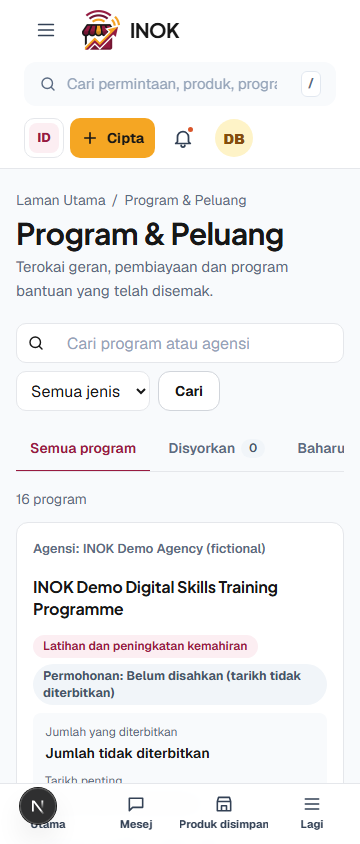 INOK
Cari permintaan, produk, progra
/
ID
Cipta
DB
Laman Utama / Program & Peluang
Program & Peluang
Terokai geran, pembiayaan dan program
bantuan yang telah disemak.
Cari program atau agensi
Semua jenis
Cari
Semua program
Disyorkan 0
Baharu
16 program
Agensi: INOK Demo Agency (fictional)
INOK Demo Digital Skills Training
Programme
Latihan dan peningkatan kemahiran
Permohonan: Belum disahkan (tarikh tidak
diterbitkan)
Jumlah yang diterbitkan
Jumlah tidak diterbitkan
Tarikh penting
N
Utama
Mesej
Produk disimpan
Lagi